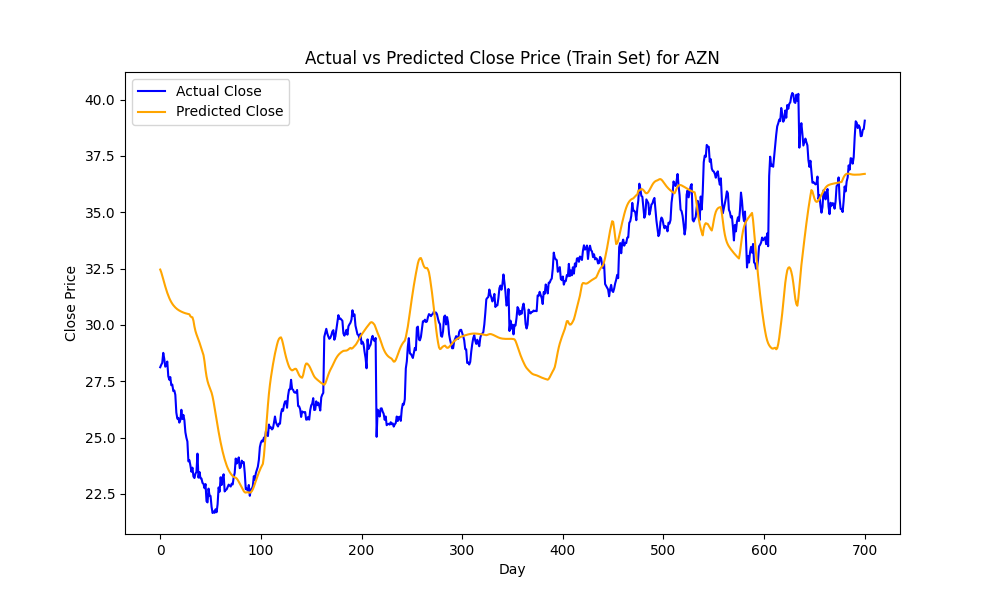 Actual vs Predicted Close Price (Train Set) for AZN
Actual Close
Predicted Close
Close Price
40.0
37.5
35.0
32.5
30.0
27.5
25.0
22.5
0 100 200 300 400 500 600 700
Day